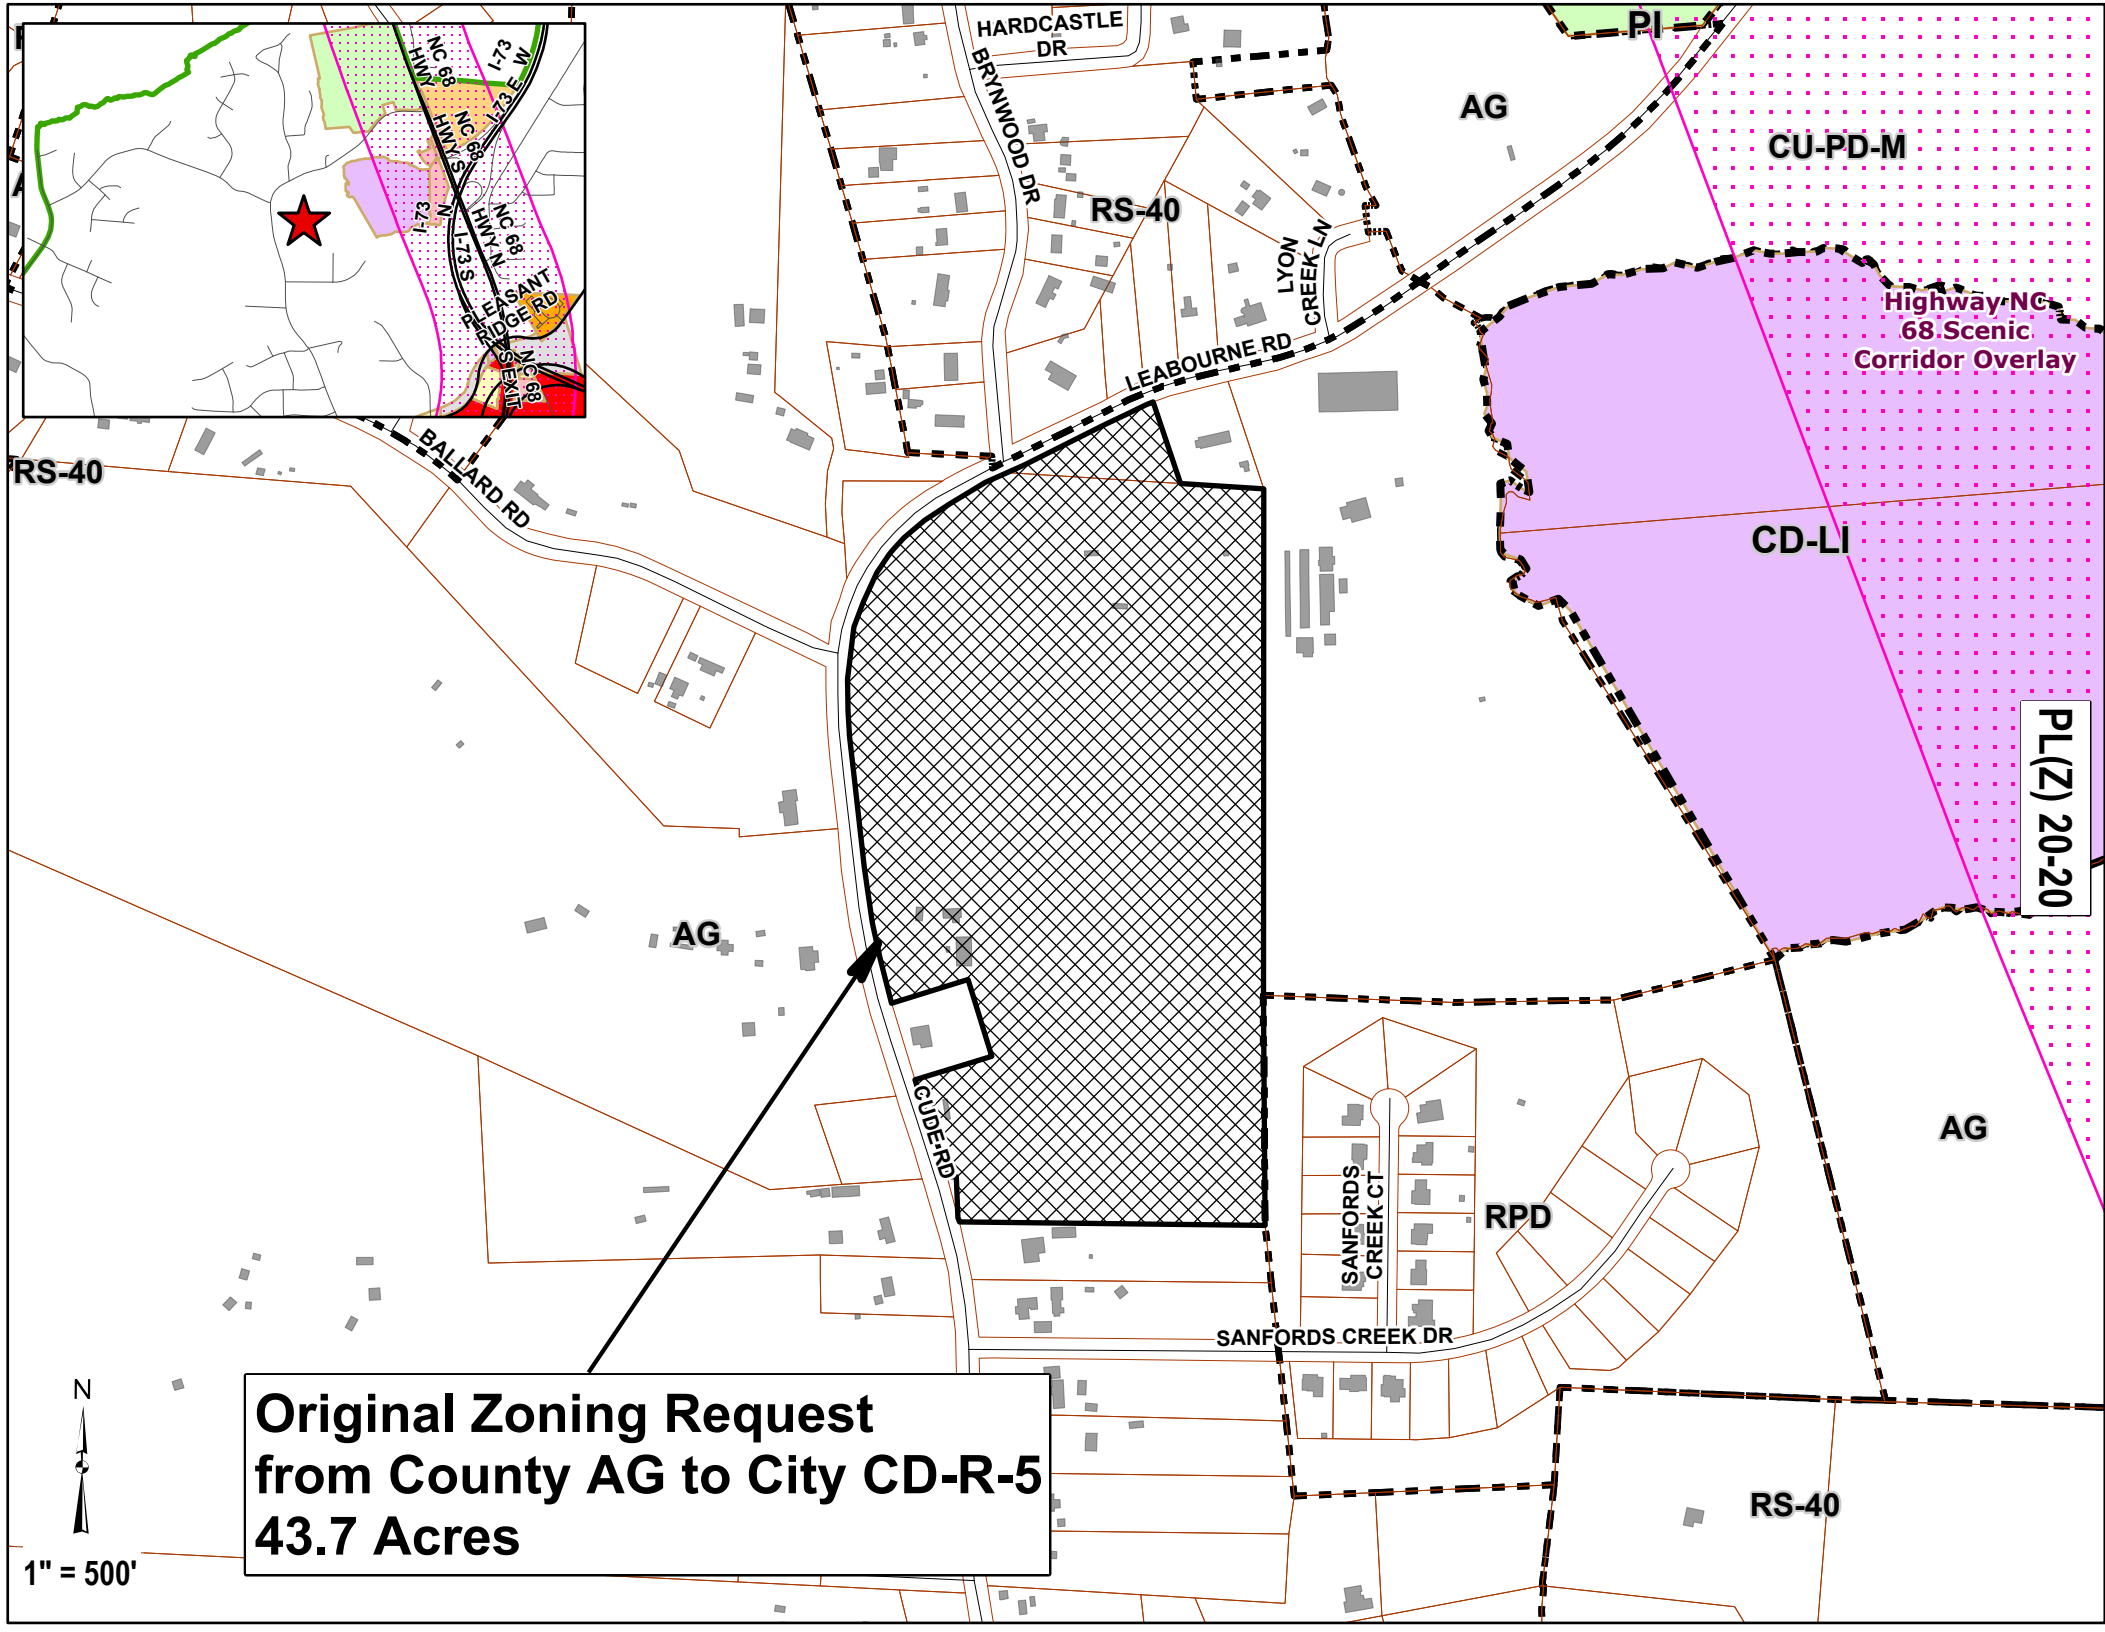 HARDCASTLE
DR
PI
AG
CU-PD-M
BRYNWOOD DR
RS-40
LYON
CREEK LN
LEABOURNE RD
Highway NC
68 Scenic
Corridor Overlay
NC 68
HWY
I-73
I-73 E
W
NC 68
HWY S
I-73
N
NC 68
HWY N
I-73 S
PLEASANT
RIDGE RD
NC 68
S EXIT
RS-40
BALLARD RD
CD-LI
PL(Z) 20-20
AG
CUDE RD
AG
SANFORDS
CREEK CT
RPD
SANFORDS CREEK DR
Original Zoning Request
from County AG to City CD-R-5
43.7 Acres
RS-40
N
1" = 500'